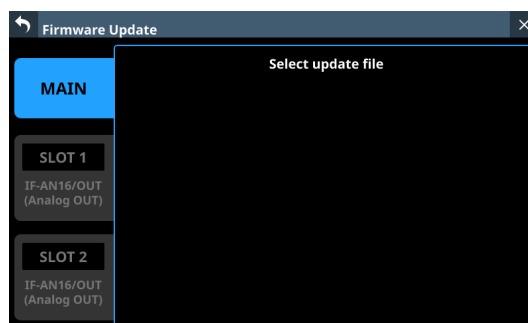 Firmware Update
Select update file
MAIN
SLOT 1
IF-AN16/OUT
(Analog OUT)
SLOT 2
IF-AN16/OUT
(Analog OUT)